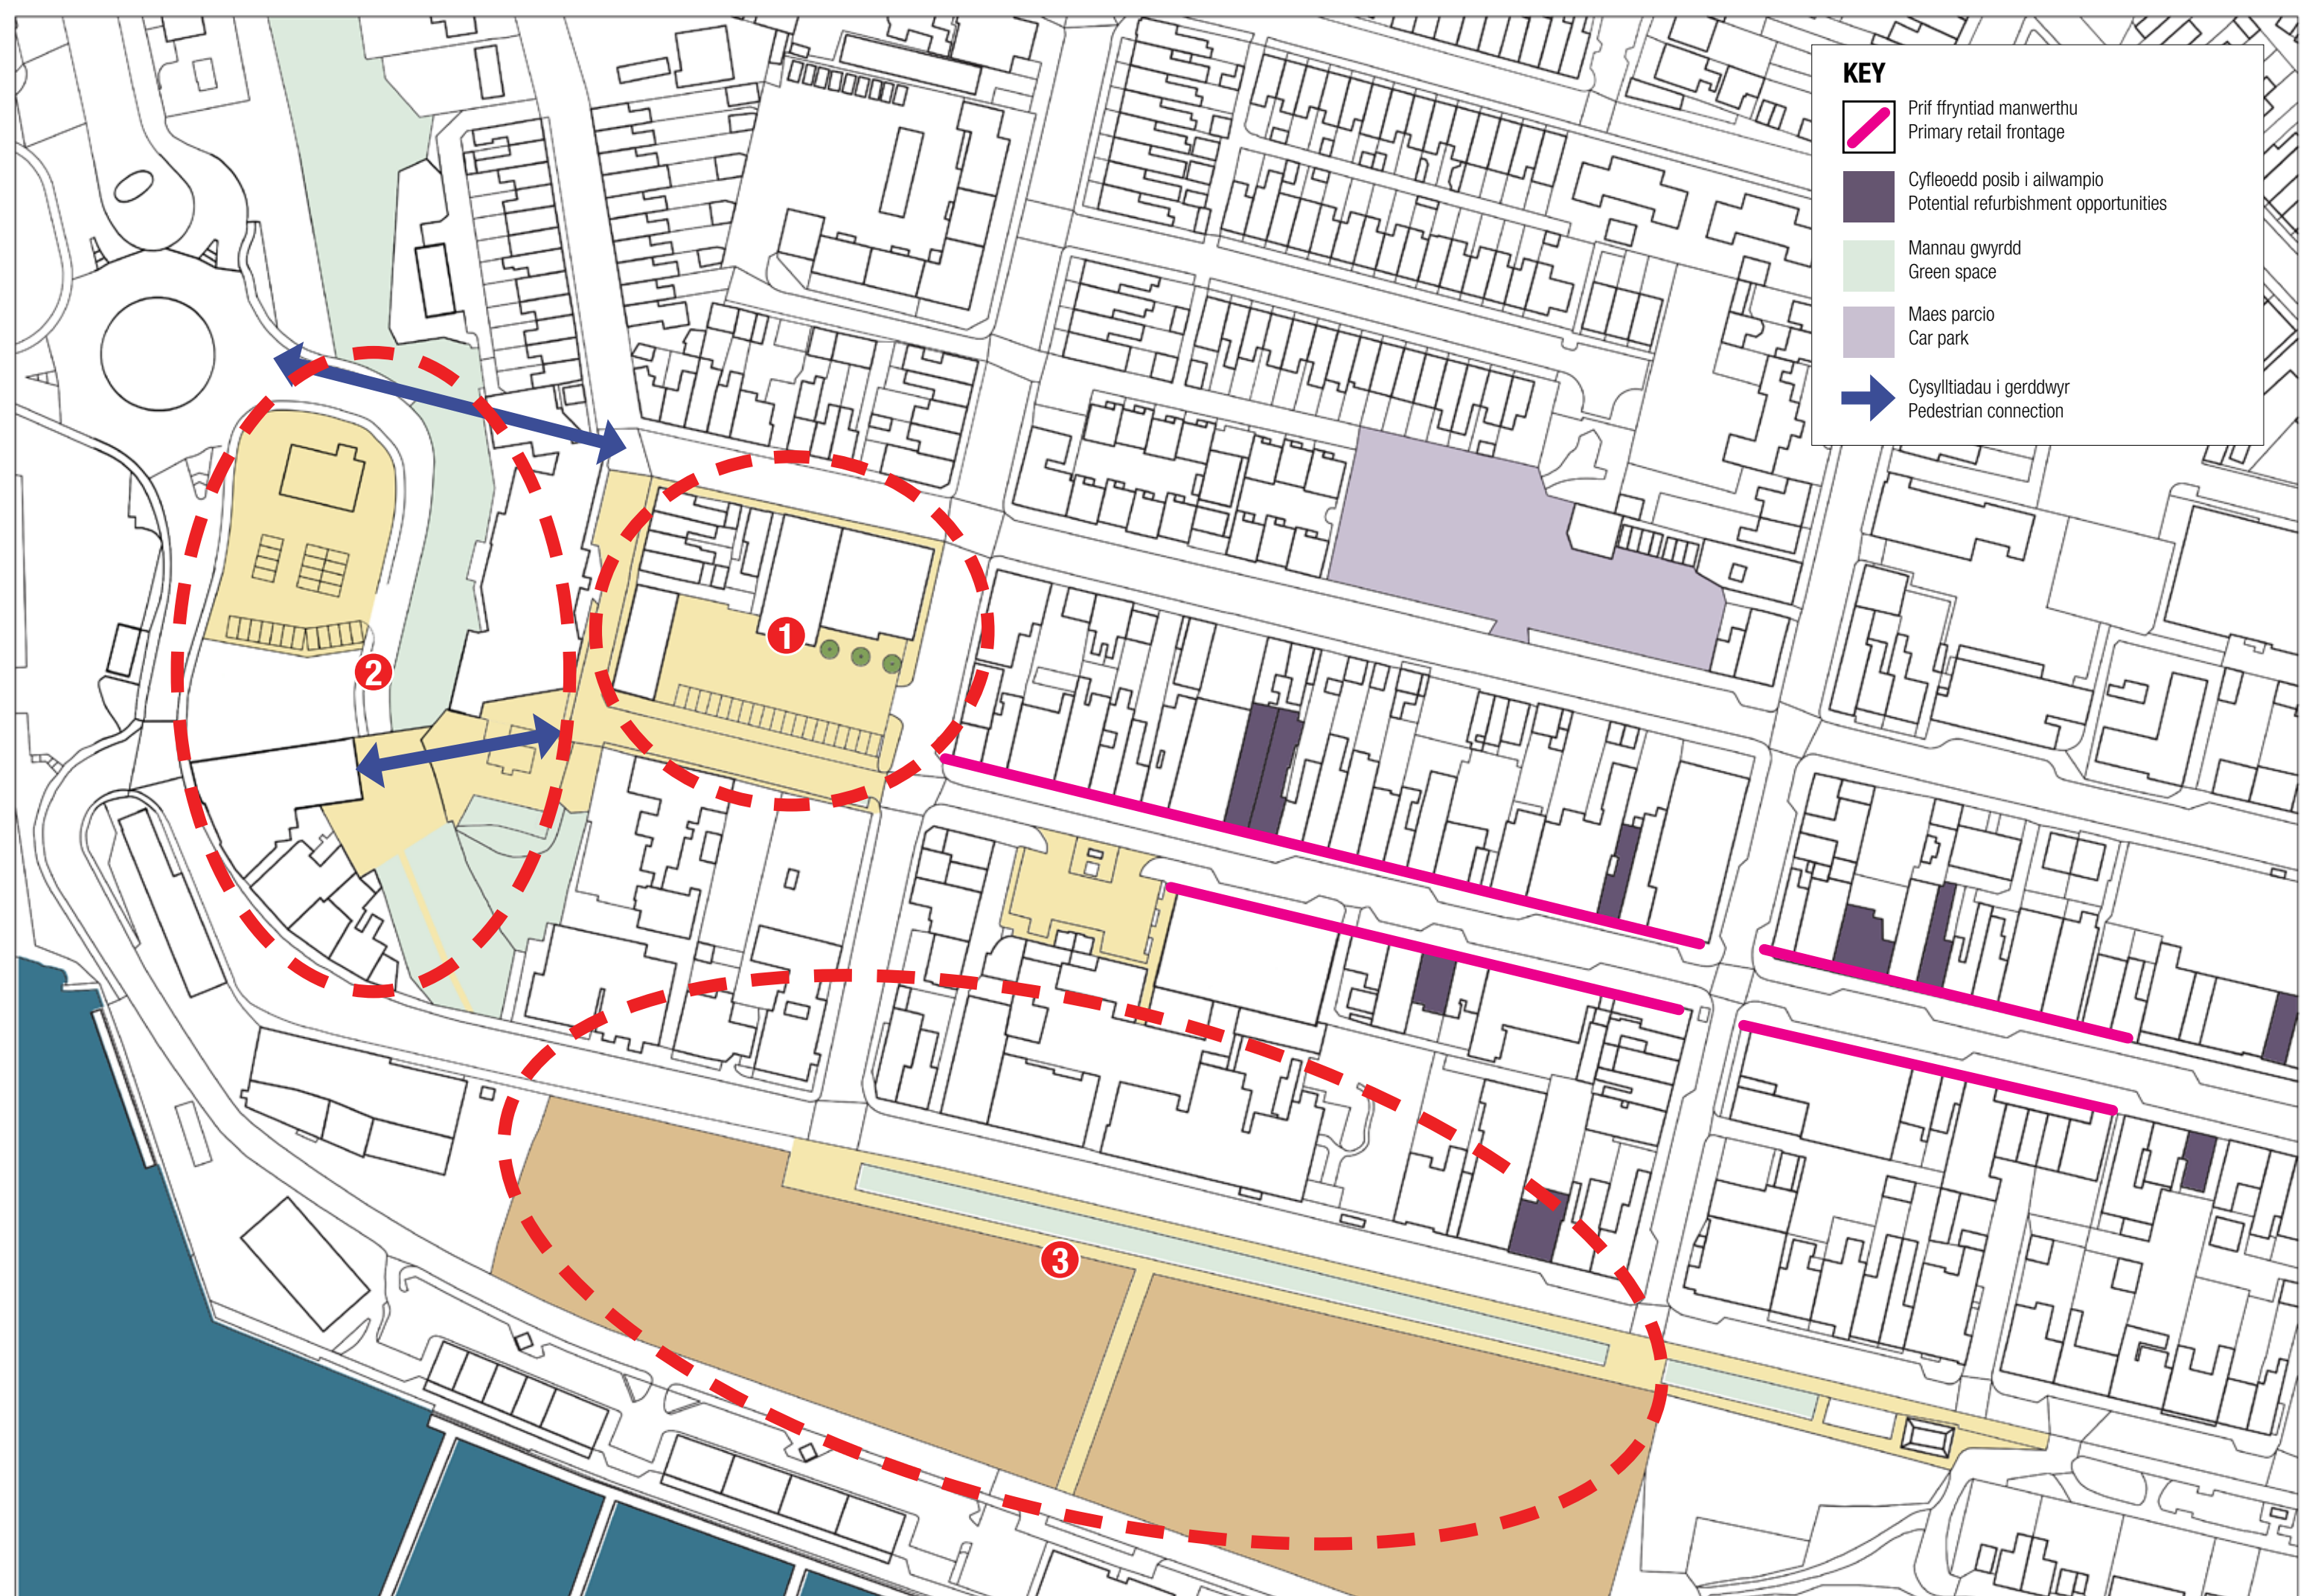 KEY
Prif ffryntiad manwerthu
Primary retail frontage
Cyfleoedd posib i ailwampio
Potential refurbishment opportunities
Mannau gwyrdd
Green space
Maes parcio
Car park
Cysylltiadau i gerddwyr
Pedestrian connection
1
2
3